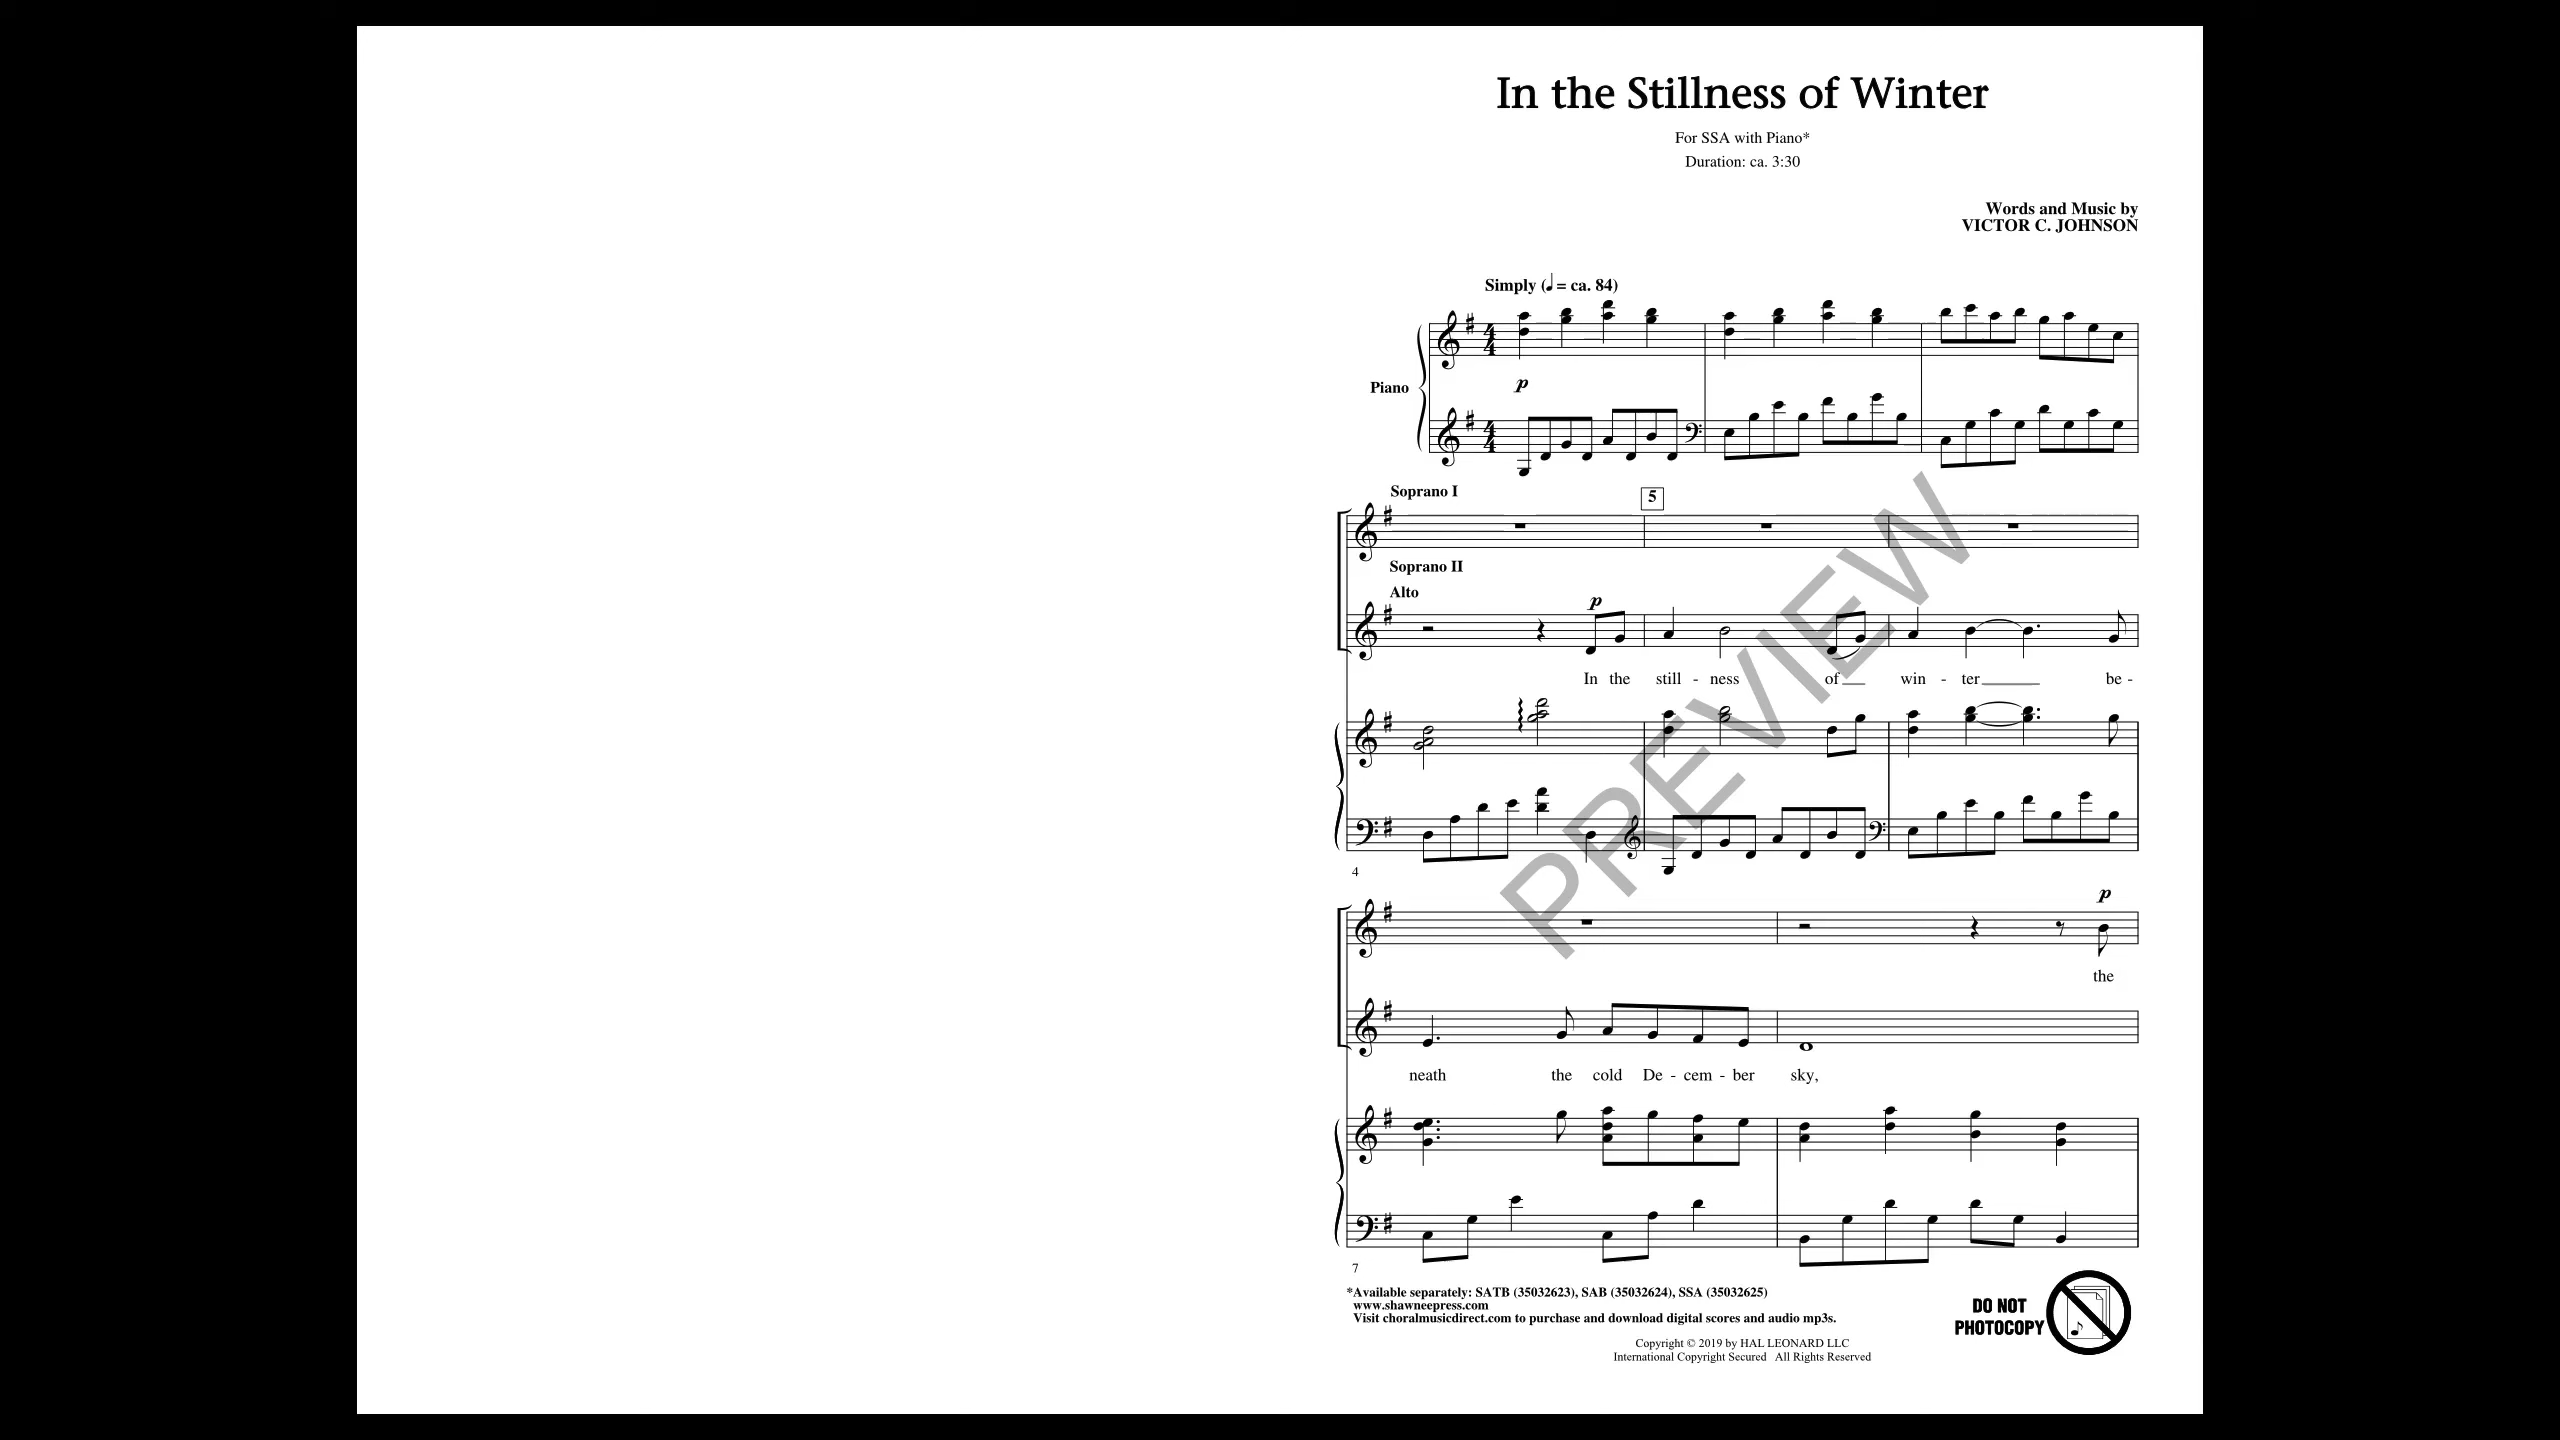 In the Stillness of Winter
For SSA with Piano*
Duration: ca. 3:30
Words and Music by
VICTOR C. JOHNSON
Simply (♩ = ca. 84)
Piano
p
Soprano I
5
Soprano II
Alto
p
In the still - ness of win - ter be -
4
p
the
neath the cold De - cem - ber sky,
7
*Available separately: SATB (35032623), SAB (35032624), SSA (35032625)
www.shawneepress.com
Visit choralmusicdirect.com to purchase and download digital scores and audio mp3s.
DO NOT
PHOTOCOPY
Copyright © 2019 by HAL LEONARD LLC
International Copyright Secured All Rights Reserved
PREVIEW